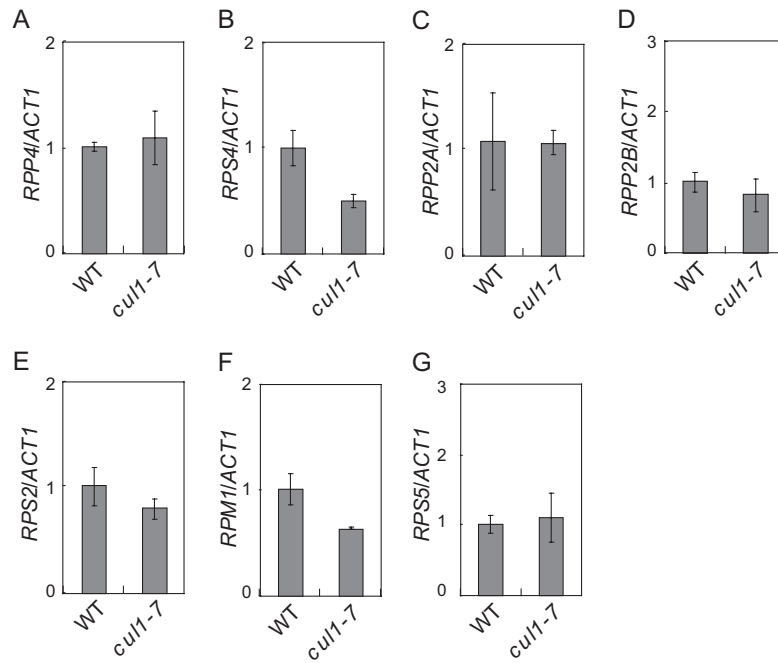 A
2
1
0
RPP4/ACT1
WT
cul1-7
B
2
1
0
RPS4/ACT1
WT
cul1-7
C
2
1
0
RPP2A/ACT1
WT
cul1-7
D
3
2
1
0
RPP2B/ACT1
WT
cul1-7
E
2
1
0
RPS2/ACT1
WT
cul1-7
F
2
1
0
RPM1/ACT1
WT
cul1-7
G
3
2
1
0
RPS5/ACT1
WT
cul1-7